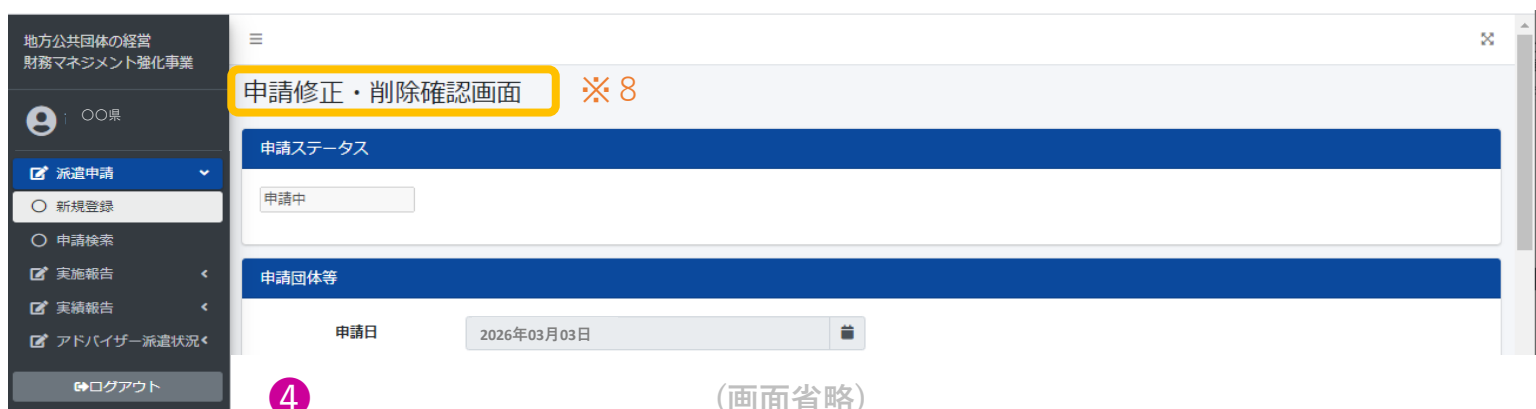 地方公共団体の経営
財務マネジメント強化事業
〇〇県
派遣申請
新規登録
申請検索
実施報告
実績報告
アドバイザー派遣状況
ログアウト
申請修正・削除確認画面 ※8
申請ステータス
申請中
申請団体等
申請日 2026年03月03日
4 (画面省略)